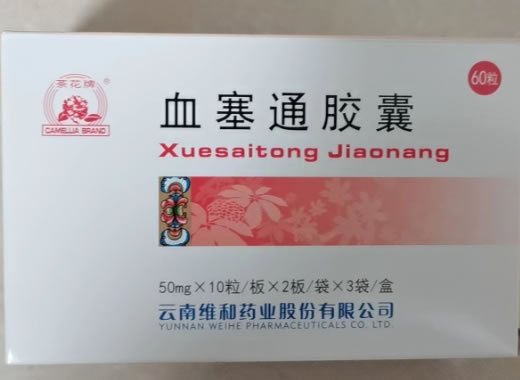 茶花牌
®
CAMELLIA BRAND
60粒
血塞通胶囊
Xuesaitong Jiaonang
50mg×10粒/板×2板/袋×3袋/盒
云南维和药业股份有限公司
YUNNAN WEIHE PHARMACEUTICALS CO. LTD.